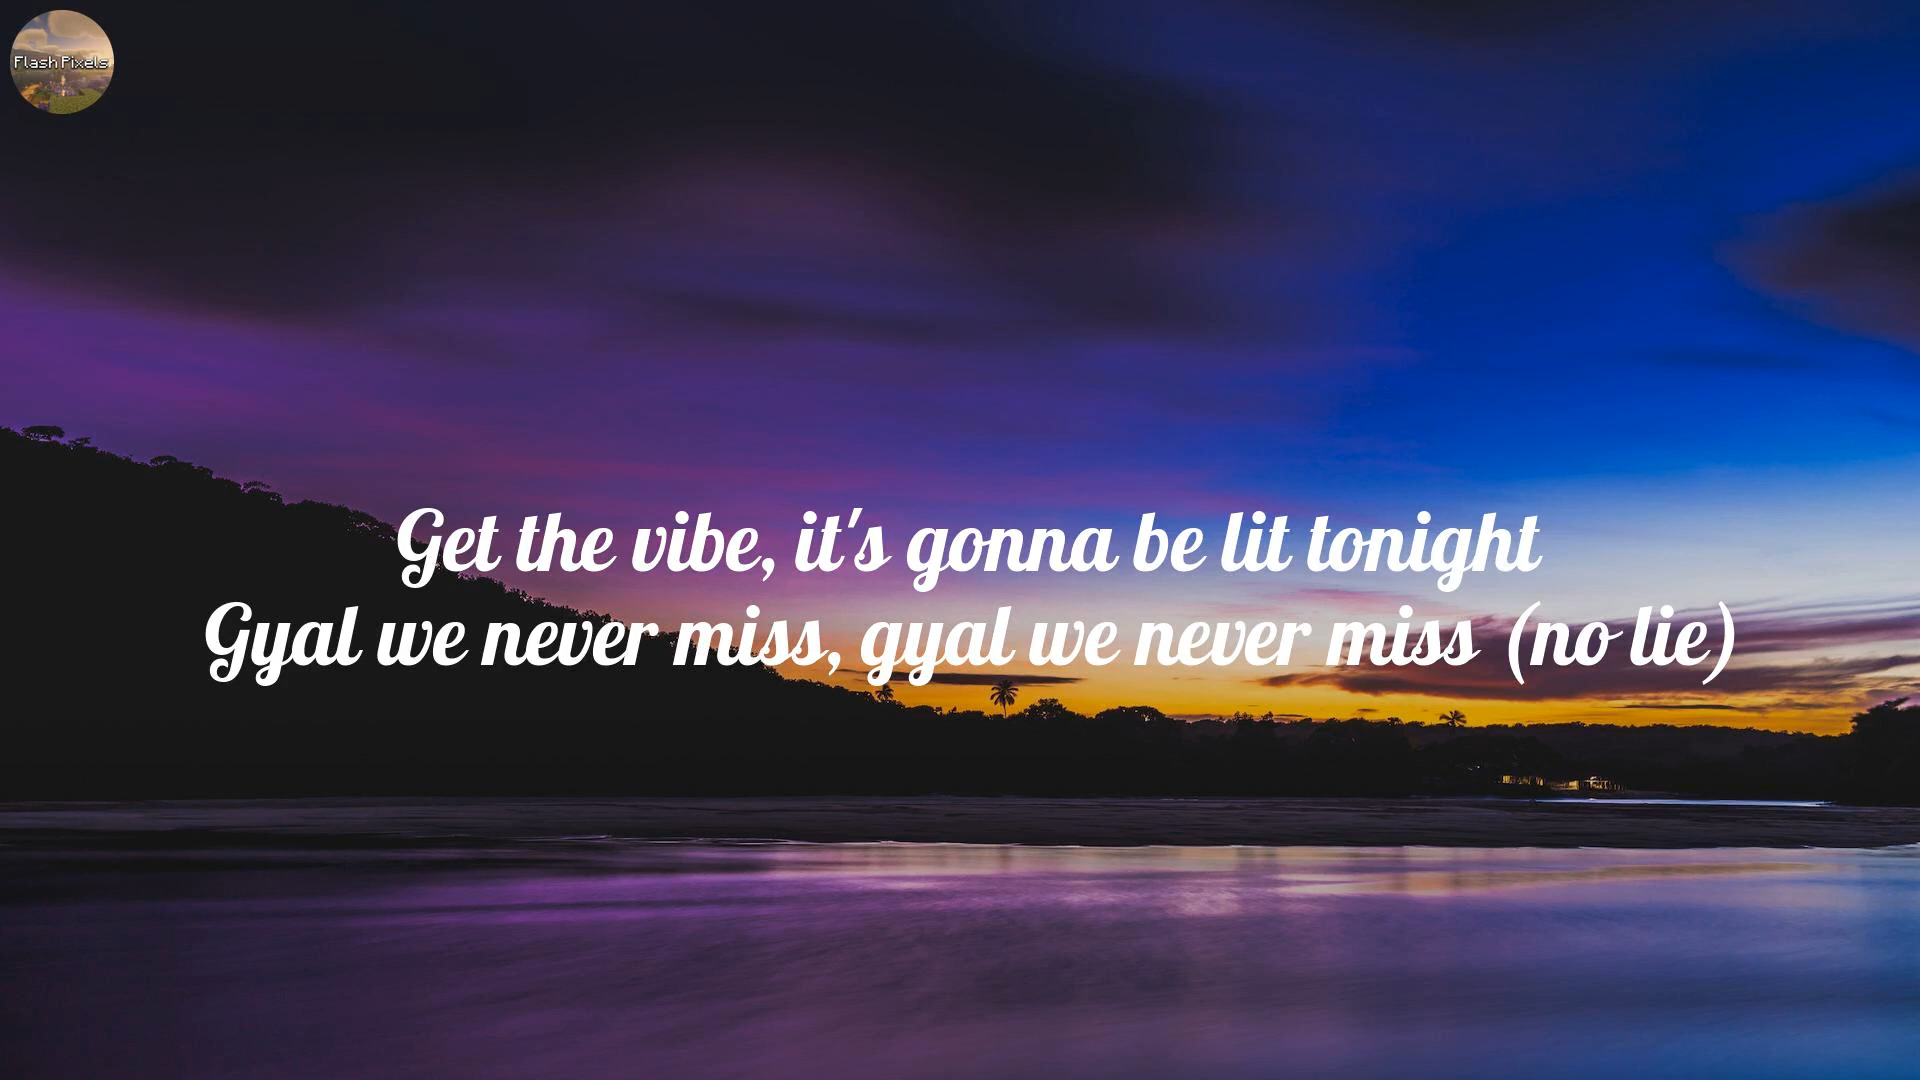 Flash Pixels
Get the vibe, it's gonna be lit tonight
Gyal we never miss, gyal we never miss (no lie)